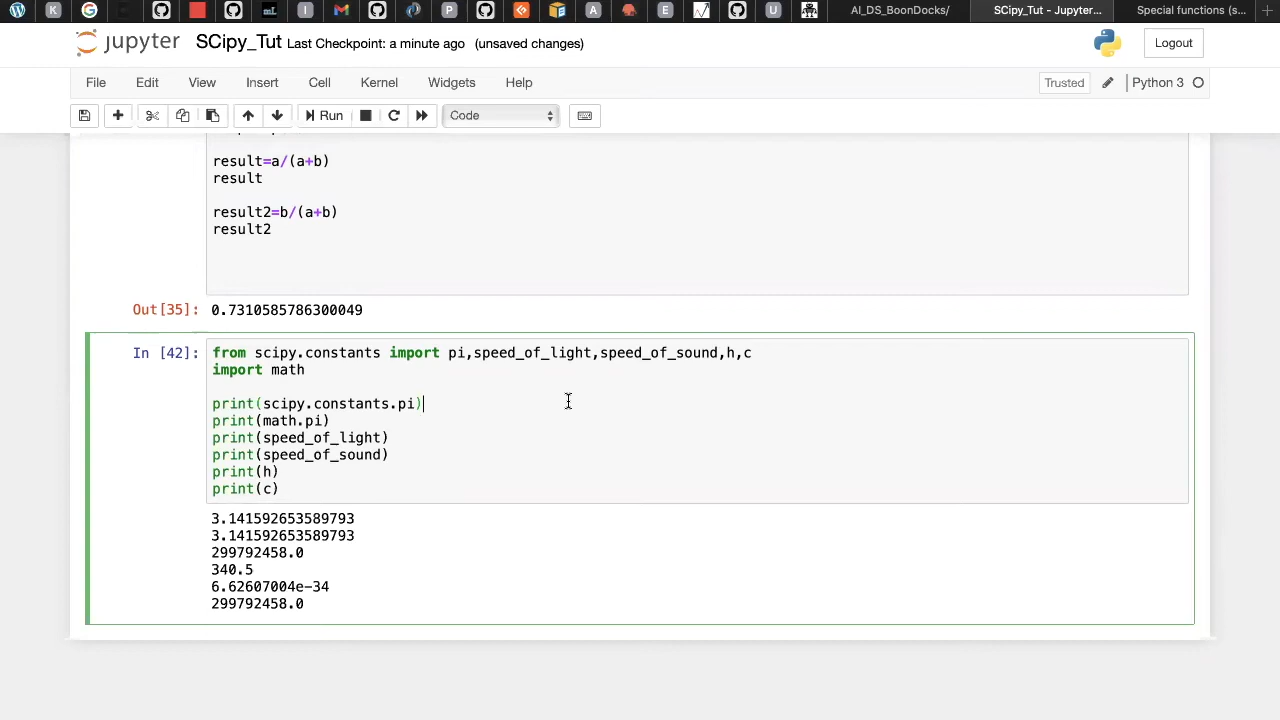 AI_DS_BoonDocks/
SCipy_Tut - Jupyter...
Special functions (s...
jupyter SCipy_Tut Last Checkpoint: a minute ago (unsaved changes)
Logout
File Edit View Insert Cell Kernel Widgets Help
Trusted
Python 3
Run
Code
result=a/(a+b)
result
result2=b/(a+b)
result2
Out[35]: 0.7310585786300049
In [42]: from scipy.constants import pi,speed_of_light,speed_of_sound,h,c
import math
print(scipy.constants.pi)
print(math.pi)
print(speed_of_light)
print(speed_of_sound)
print(h)
print(c)
3.141592653589793
3.141592653589793
299792458.0
340.5
6.62607004e-34
299792458.0